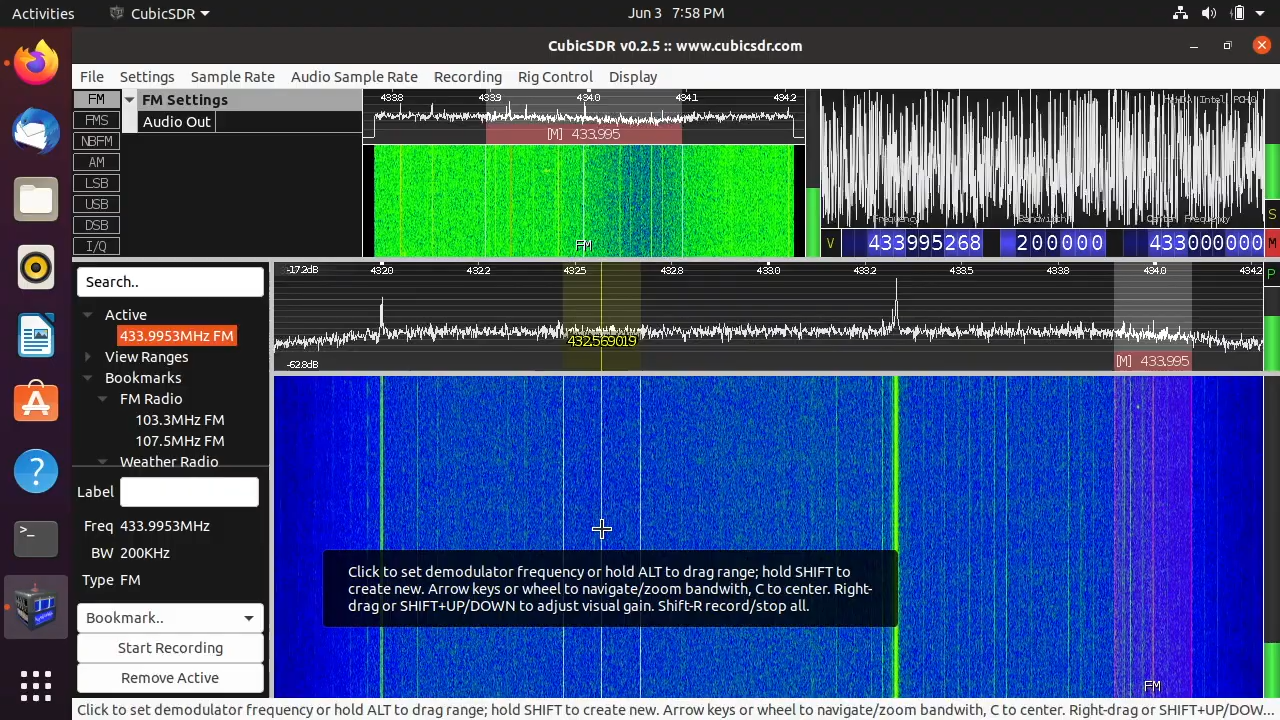 Activities
CubicSDR
Jun 3 7:58 PM
CubicSDR v0.2.5 :: www.cubicsdr.com
File Settings Sample Rate Audio Sample Rate Recording Rig Control Display
FM
FMS
NBFM
AM
LSB
USB
DSB
I/Q
FM Settings
Audio Out
433.8 433.9 434.0 434.1 434.2
[M] 433.995
FM
Frequency Bandwidth Center Frequency
V 433995268 200000 433000000 M
S
P
Search..
Active
433.9953MHz FM
View Ranges
Bookmarks
FM Radio
103.3MHz FM
107.5MHz FM
Weather Radio
Label
Freq 433.9953MHz
BW 200KHz
Type FM
Bookmark..
Start Recording
Remove Active
-17.2dB 432.0 432.2 432.5 432.8 433.0 433.2 433.5 433.8 434.0 434.2
432.569019
-62.8dB
[M] 433.995
Click to set demodulator frequency or hold ALT to drag range; hold SHIFT to
create new. Arrow keys or wheel to navigate/zoom bandwith, C to center. Right-
drag or SHIFT+UP/DOWN to adjust visual gain. Shift-R record/stop all.
FM
Click to set demodulator frequency or hold ALT to drag range; hold SHIFT to create new. Arrow keys or wheel to navigate/zoom bandwith, C to center. Right-drag or SHIFT+UP/DOW...